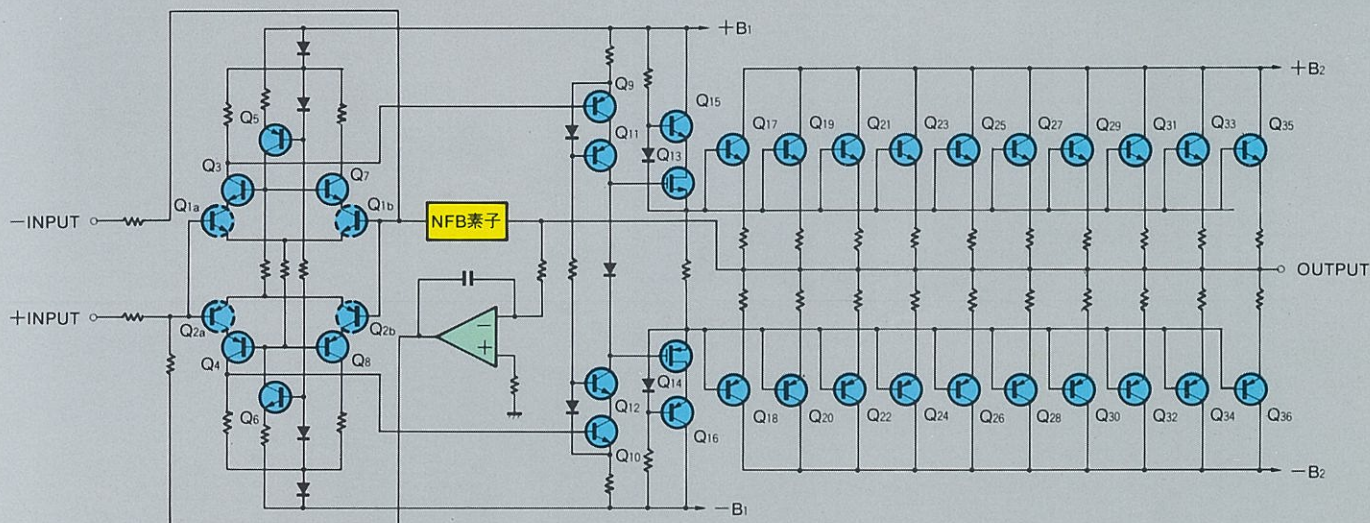 +B1
+B2
Q9
Q5
Q15
Q17 Q19 Q21 Q23 Q25 Q27 Q29 Q31 Q33 Q35
Q11
Q3
Q7
Q13
Q1a
Q1b
−INPUT
NFB素子
OUTPUT
+INPUT
Q2a
Q2b
−
+
Q4
Q8
Q14
Q12
Q6
Q16
Q18 Q20 Q22 Q24 Q26 Q28 Q30 Q32 Q34 Q36
Q10
−B2
−B1